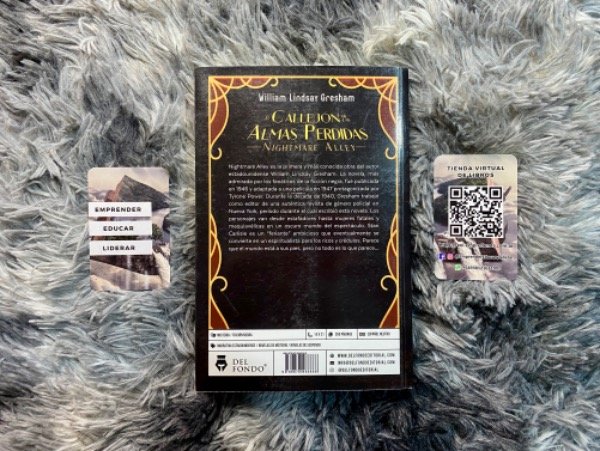 EMPRENDER
EDUCAR
LIDERAR
William Lindsay Gresham
El CALLEJON DE LAS
ALMAS PERDIDAS
NIGHTMARE ALLEY
Nightmare Alley es la primera y más conocida obra del autor
estadounidense William Lindsay Gresham. La novela, más
admirada por los fanáticos de la ficción negra, fue publicada
en 1946 y adaptada a una película en 1947 protagonizada por
Tyrone Power. Durante la década de 1940, Gresham trabajó
como editor de una auténtica revista de género policial en
Nueva York, período durante el cual escribió esta novela. Los
personajes van desde estafadores hasta mujeres fatales y
maquiavélicas en un oscuro mundo del espectáculo. Stan
Carlisle es un "feriante" ambicioso que eventualmente se
convierte en un espiritualista para los ricos y crédulos. Parece
que el mundo está a sus pies, pero no todo es lo que parece...
DEL
FONDO
WWW.DELFONDOEDITORIAL.COM
INFO@DELFONDOEDITORIAL.COM
@DELFONDOEDITORIAL
TIENDA VIRTUAL
DE LIBROS